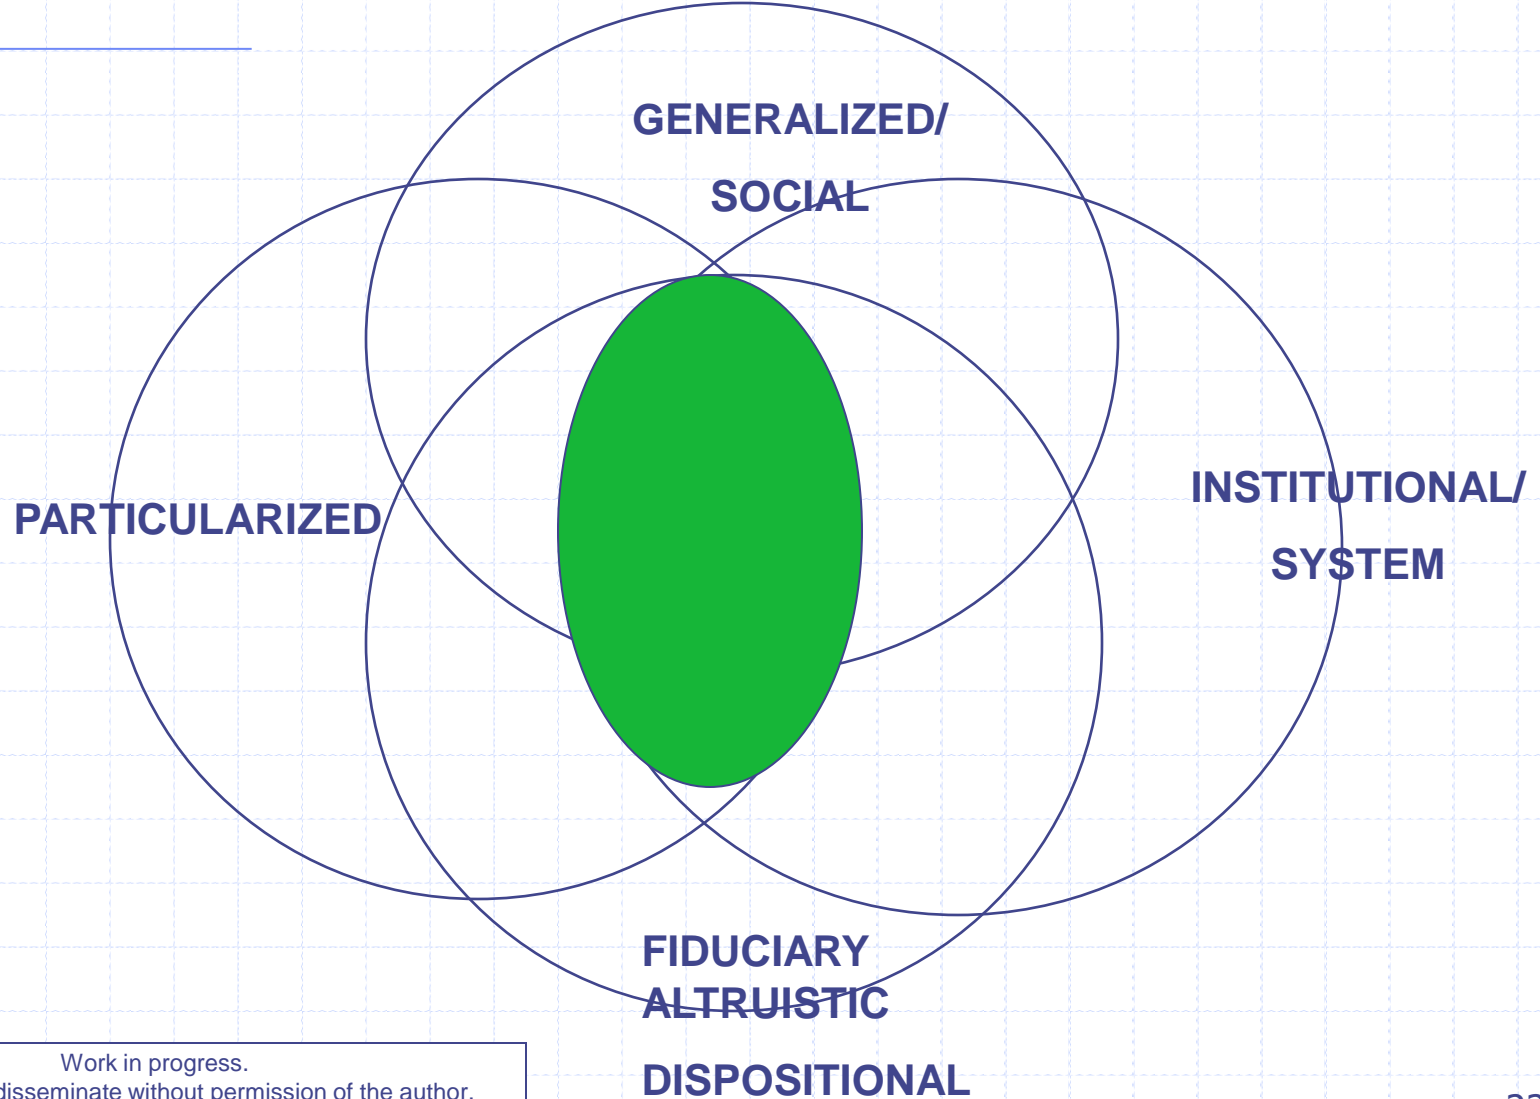 GENERALIZED/
SOCIAL
PARTICULARIZED
INSTITUTIONAL/
SYSTEM
FIDUCIARY
ALTRUISTIC
DISPOSITIONAL
Work in progress.
disseminate without permission of the author.